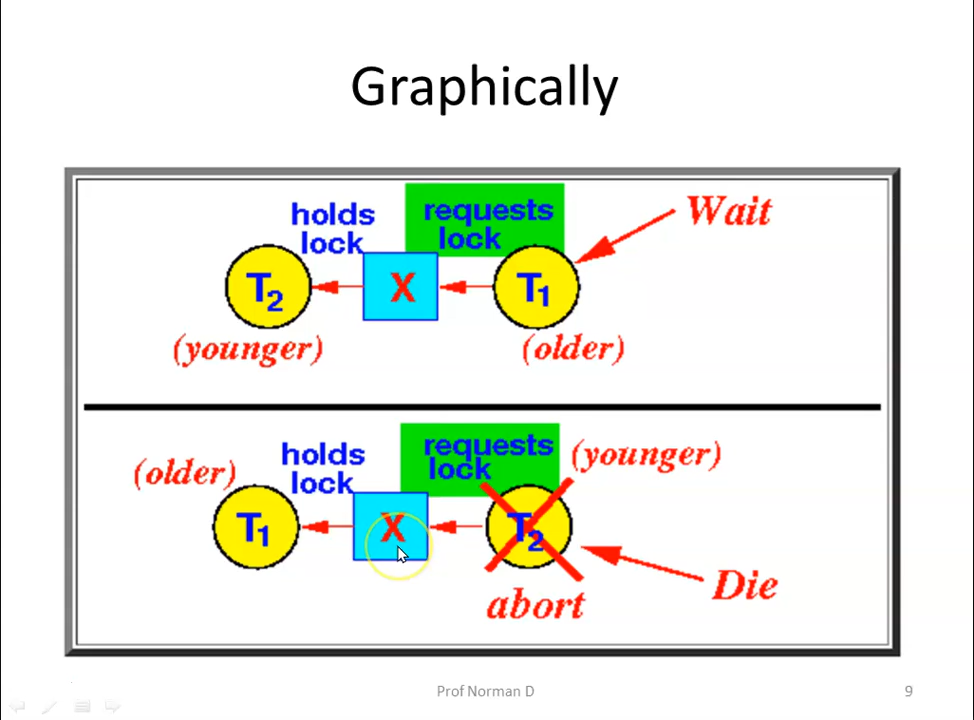 Graphically
holds
lock
requests
lock
Wait
T2
X
T1
(younger)
(older)
(older)
holds
lock
requests
lock
(younger)
T1
X
T2
Die
abort
Prof Norman D
9